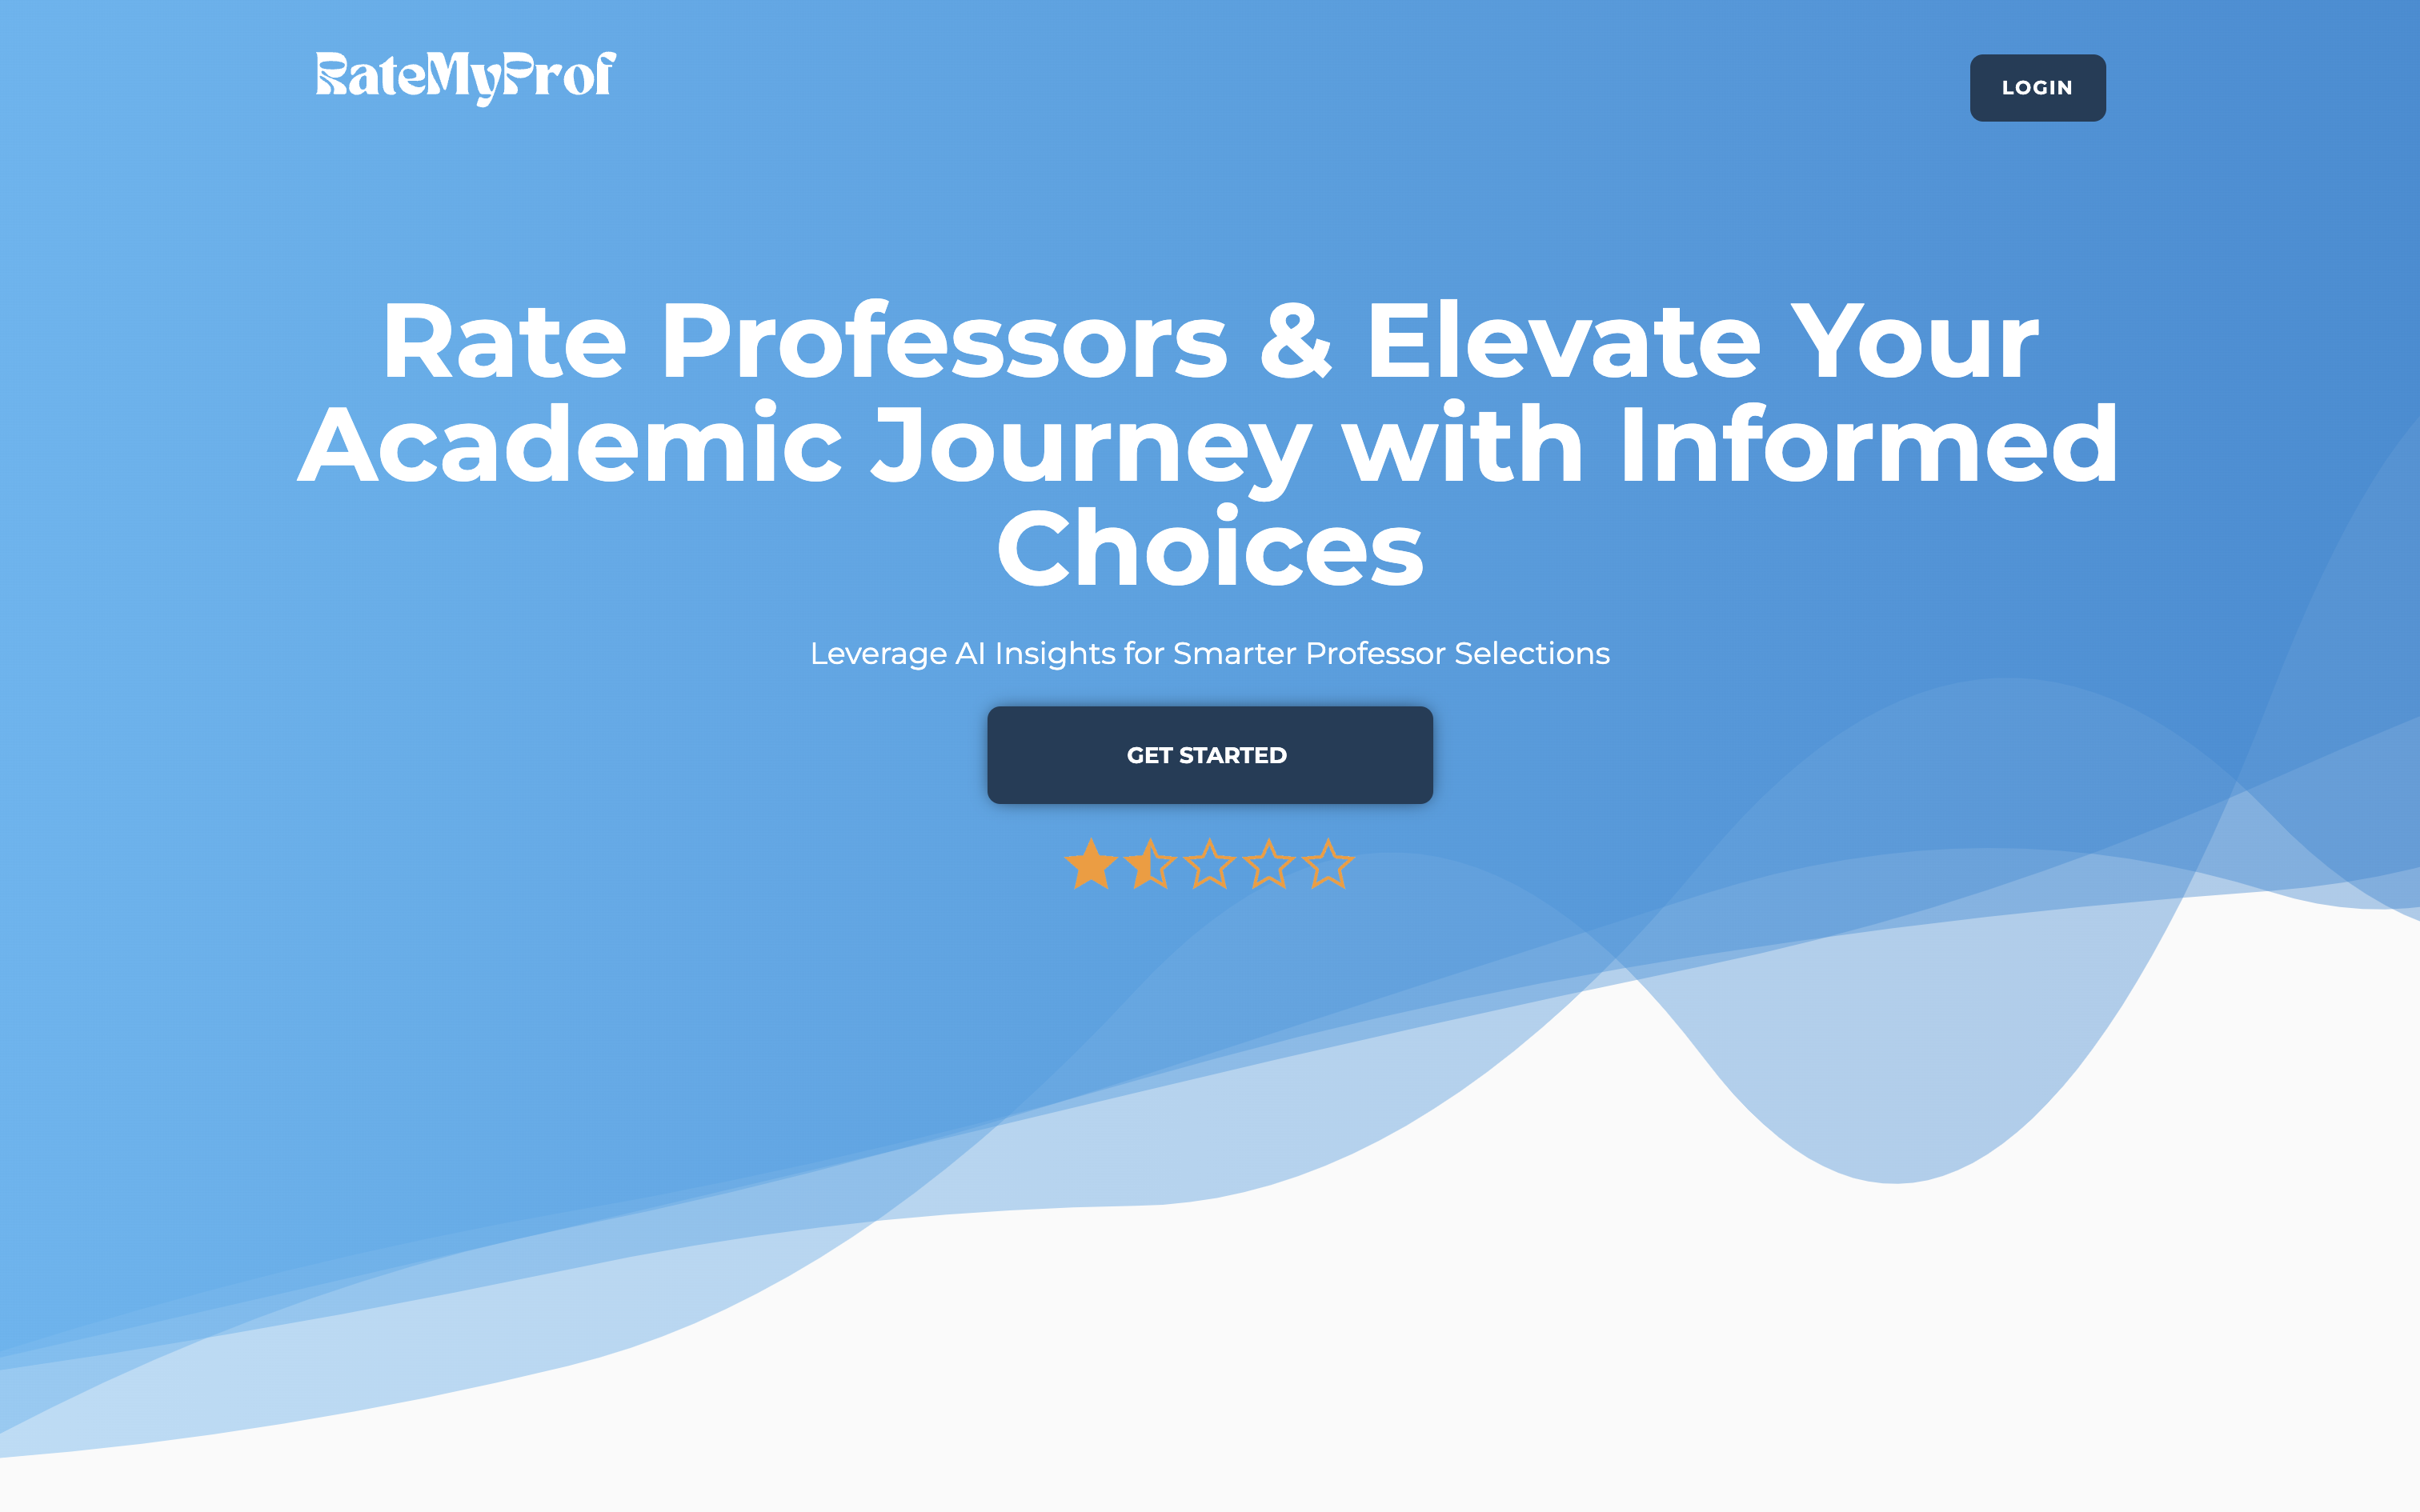 RateMyProf
LOGIN
Rate Professors & Elevate Your
Academic Journey with Informed
Choices
Leverage AI Insights for Smarter Professor Selections
GET STARTED